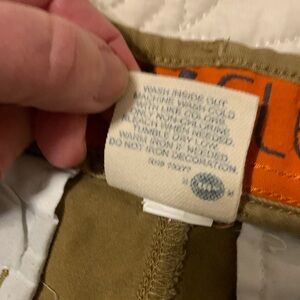 WASH INSIDE OUT
MACHINE WASH COLD
WITH LIKE COLORS
ONLY NON-CHLORINE
BLEACH WHEN NEEDED
TUMBLE DRY LOW
WARM IRON IF NEEDED
DO NOT IRON DECORATION
RN#